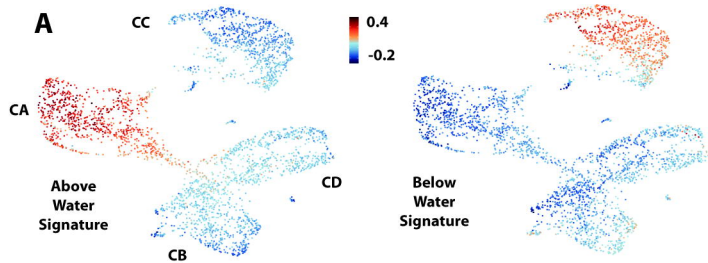 A
CC
0.4
-0.2
CA
CD
Above
Water
Signature
Below
Water
Signature
CB